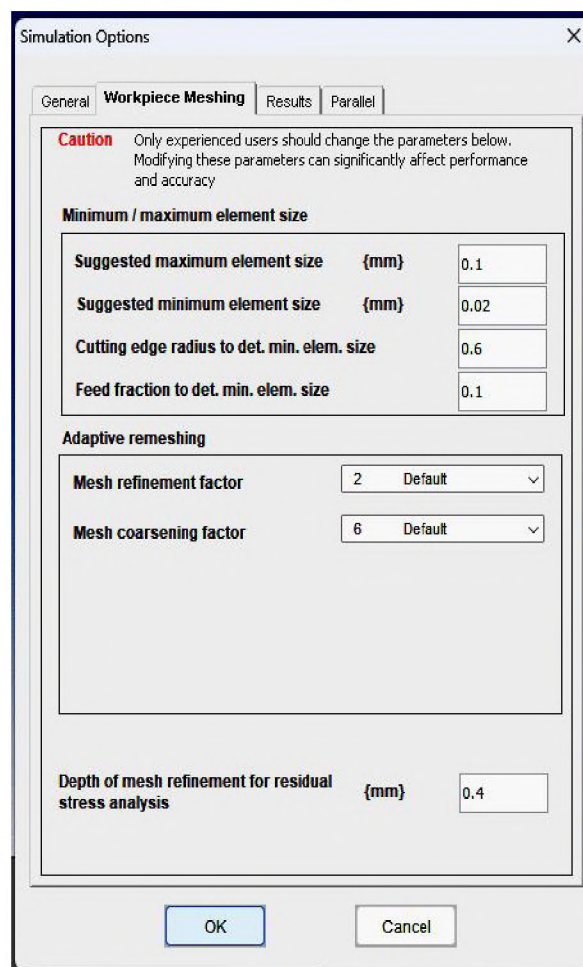 Simulation Options
General Workpiece Meshing Results Parallel
Caution Only experienced users should change the parameters below.
Modifying these parameters can significantly affect performance
and accuracy
Minimum / maximum element size
Suggested maximum element size {mm} 0.1
Suggested minimum element size {mm} 0.02
Cutting edge radius to det. min. elem. size 0.6
Feed fraction to det. min. elem. size 0.1
Adaptive remeshing
Mesh refinement factor 2 Default
Mesh coarsening factor 6 Default
Depth of mesh refinement for residual
stress analysis {mm} 0.4
OK Cancel